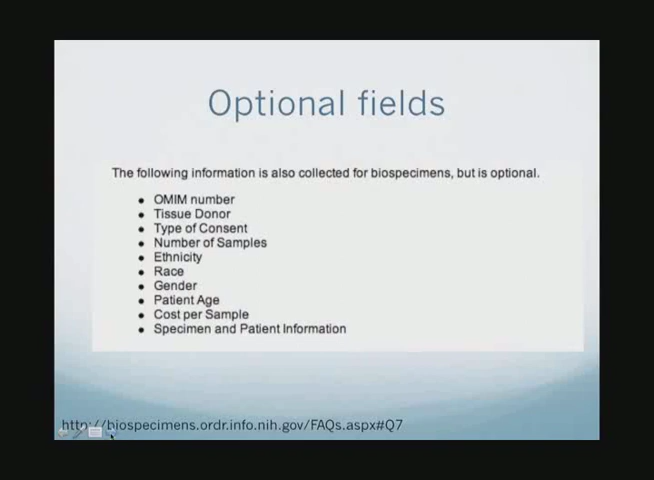 Optional fields
The following information is also collected for biospecimens, but is optional.
• OMIM number
• Tissue Donor
• Type of Consent
• Number of Samples
• Ethnicity
• Race
• Gender
• Patient Age
• Cost per Sample
• Specimen and Patient Information
http://biospecimens.ordr.info.nih.gov/FAQs.aspx#Q7